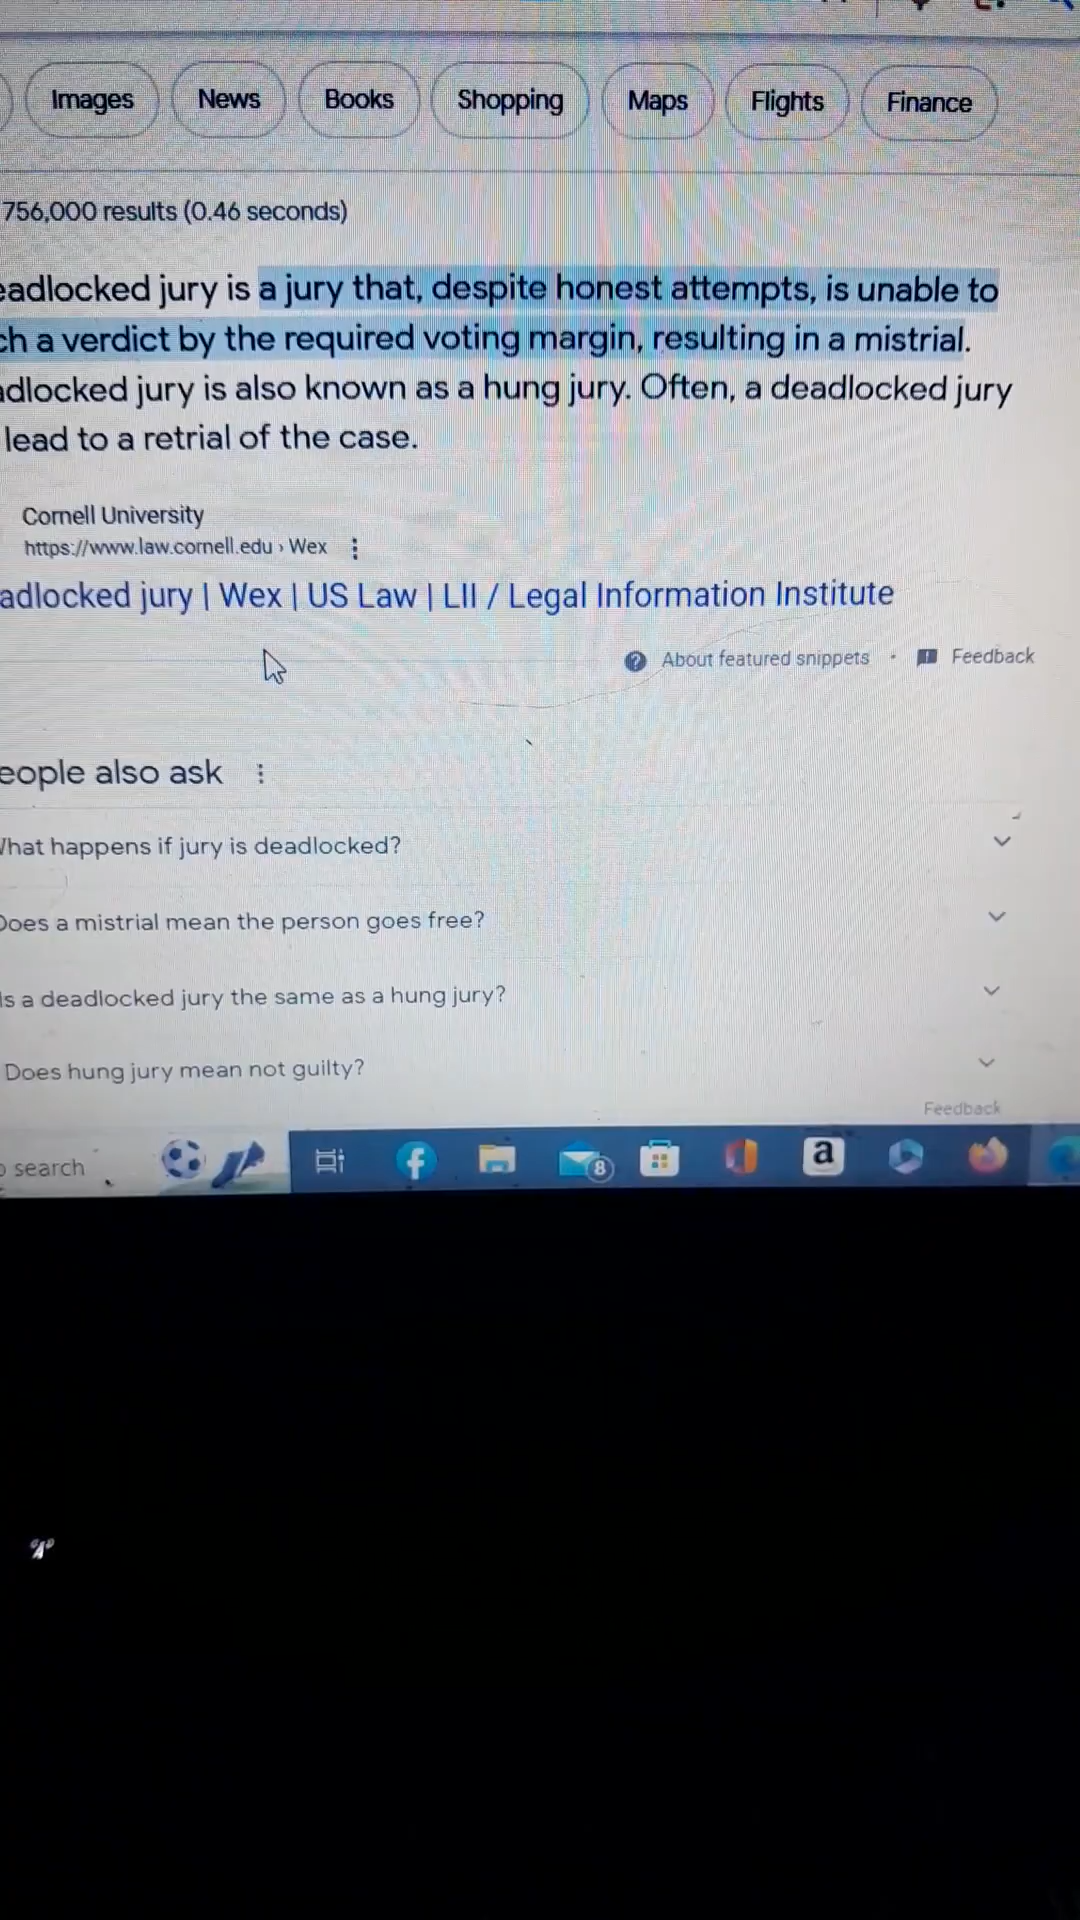 Images News Books Shopping Maps Flights Finance
756,000 results (0.46 seconds)
eadlocked jury is a jury that, despite honest attempts, is unable to
ch a verdict by the required voting margin, resulting in a mistrial.
adlocked jury is also known as a hung jury. Often, a deadlocked jury
lead to a retrial of the case.
Cornell University
https://www.law.cornell.edu › Wex
adlocked jury | Wex | US Law | LII / Legal Information Institute
About featured snippets · Feedback
eople also ask
What happens if jury is deadlocked?
Does a mistrial mean the person goes free?
Is a deadlocked jury the same as a hung jury?
Does hung jury mean not guilty?
Feedback
o search
8
a